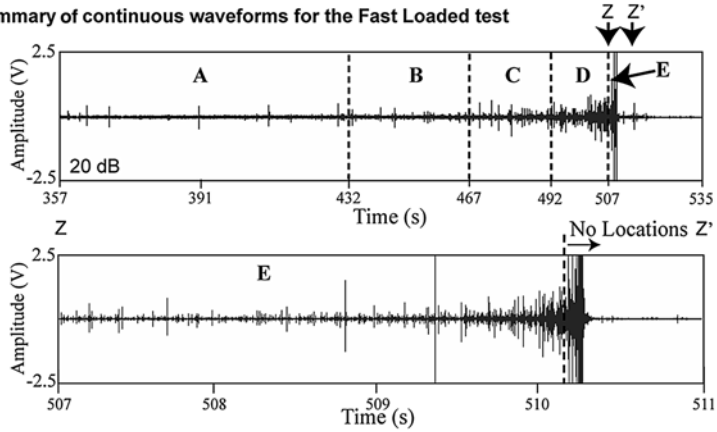 mmary of continuous waveforms for the Fast Loaded test
Z Z'
2.5
A B C D E
Amplitude (V)
-2.5
20 dB
357 391 432 467 492 507 535
Time (s)
Z No Locations Z'
2.5
E
Amplitude (V)
-2.5
507 508 509 510 511
Time (s)